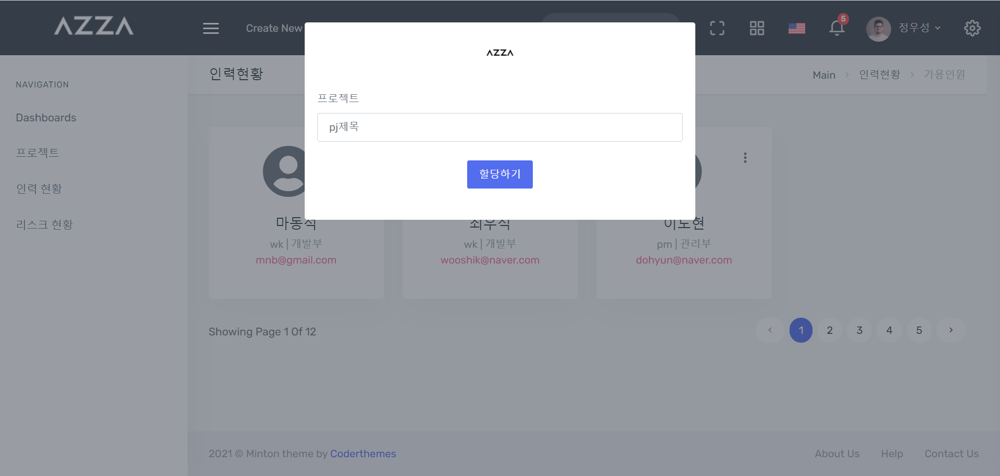 AZZA
Create New
5
정우성
인력현황
Main > 인력현황 > 가용인원
NAVIGATION
Dashboards
프로젝트
인력 현황
리스크 현황
AZZA
프로젝트
pj제목
할당하기
마동석
wk | 개발부
mnb@gmail.com
최우식
wk | 개발부
wooshik@naver.com
이도현
pm | 관리부
dohyun@naver.com
Showing Page 1 Of 12
1 2 3 4 5
2021 © Minton theme by Coderthemes
About Us Help Contact Us